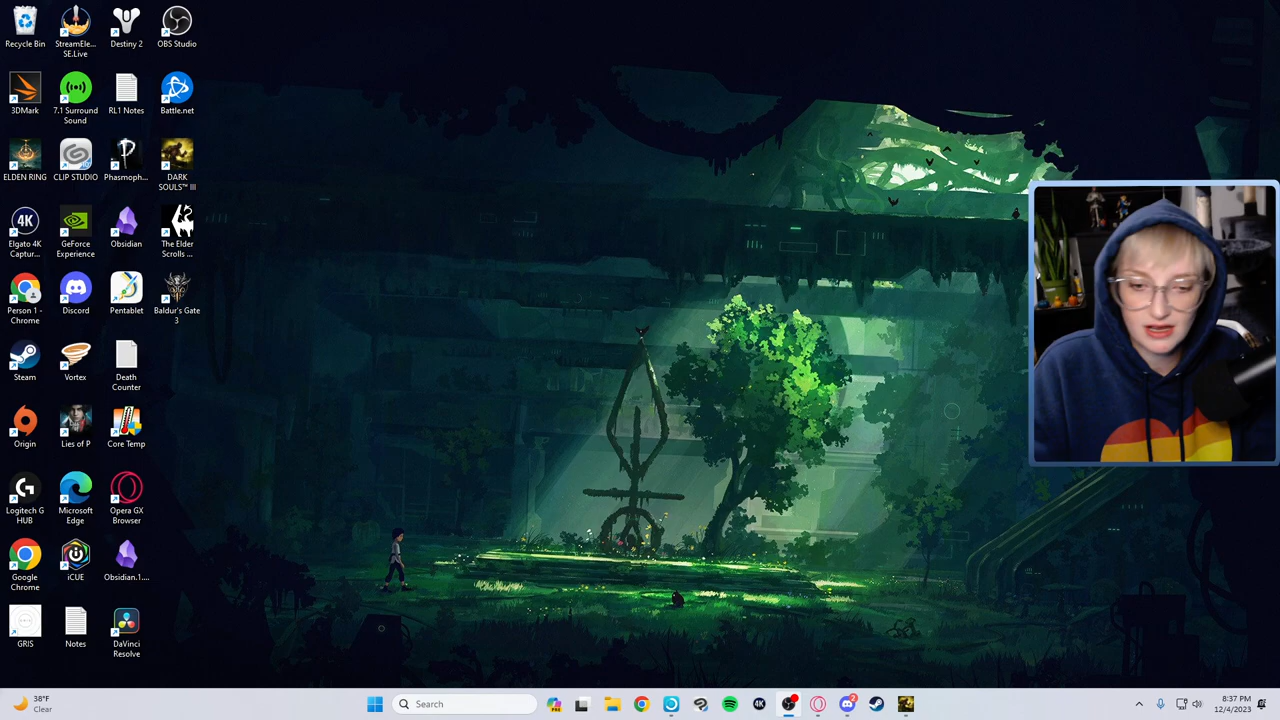 Recycle Bin
StreamEle...
SE.Live
Destiny 2
OBS Studio
3DMark
7.1 Surround
Sound
RL1 Notes
Battle.net
ELDEN RING
CLIP STUDIO
Phasmoph...
DARK
SOULS™ III
4K
Elgato 4K
Captur...
GeForce
Experience
Obsidian
The Elder
Scrolls ...
Person 1 -
Chrome
Discord
Pentablet
Baldur's Gate
3
Steam
Vortex
Death
Counter
Origin
Lies of P
Core Temp
Logitech G
HUB
Microsoft
Edge
Opera GX
Browser
Google
Chrome
iCUE
Obsidian.1....
GRIS
Notes
DaVinci
Resolve
38°F
Clear
Search
4K
2
8:37 PM
12/4/2023